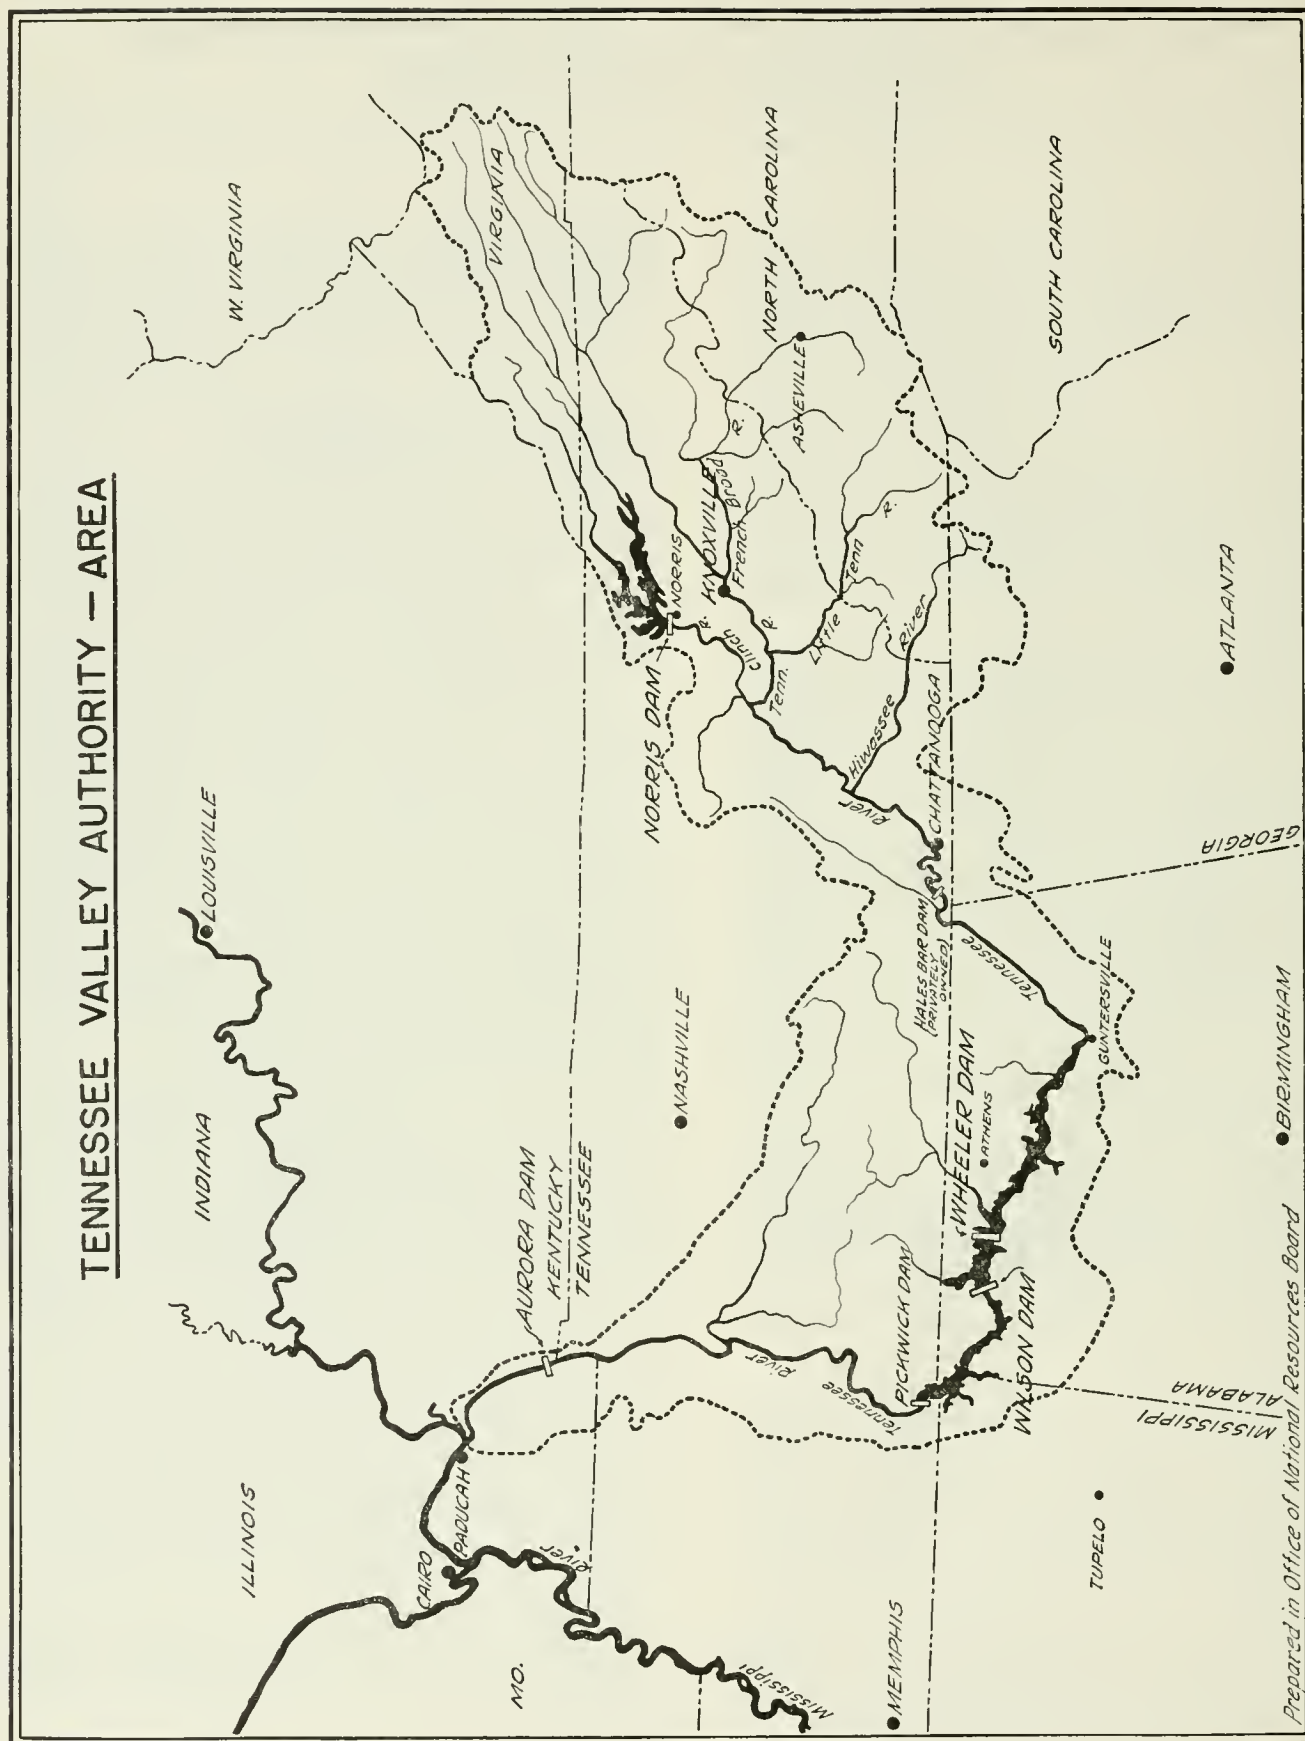 TENNESSEE VALLEY AUTHORITY — AREA
ILLINOIS
INDIANA
LOUISVILLE
W. VIRGINIA
VIRGINIA
CAIRO
PADUCAH
MO.
River
Mississippi
AURORA DAM
KENTUCKY
TENNESSEE
NASHVILLE
NORRIS DAM
NORRIS
KNOXVILLE
French Broad
R.
Clinch
R.
Tenn.
R.
Little
Tenn
R.
ASHEVILLE
NORTH CAROLINA
SOUTH CAROLINA
Hiwassee
River
River
CHATTANOOGA
HALES BAR DAM
(PRIVATELY
OWNED)
Tennessee
GUNTERSVILLE
WHEELER DAM
ATHENS
WILSON DAM
PICKWICK DAM
River
Tennessee
MEMPHIS
TUPELO
MISSISSIPPI
ALABAMA
BIRMINGHAM
GEORGIA
ATLANTA
Prepared in Office of National Resources Board